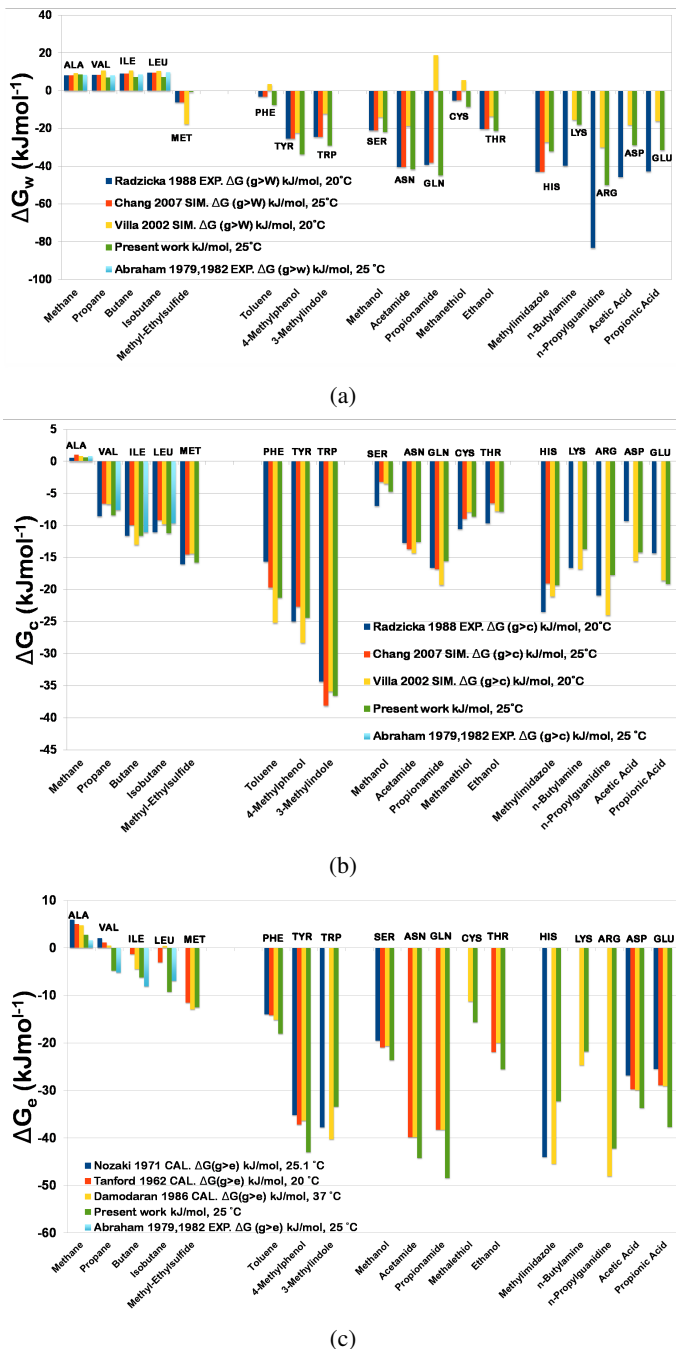 40
20
0
-20
-40
-60
-80
-100
ΔGw (kJmol-1)
ALA VAL ILE LEU
MET
PHE
TYR
TRP
SER
ASN
GLN
CYS
THR
HIS
LYS
ARG
ASP
GLU
Radzicka 1988 EXP. ΔG (g>W) kJ/mol, 20°C
Chang 2007 SIM. ΔG (g>W) kJ/mol, 25°C
Villa 2002 SIM. ΔG (g>W) kJ/mol, 20°C
Present work kJ/mol, 25°C
Abraham 1979,1982 EXP. ΔG (g>w) kJ/mol, 25 °C
Methane
Propane
Butane
Isobutane
Methyl-Ethylsulfide
Toluene
4-Methylphenol
3-Methylindole
Methanol
Acetamide
Propionamide
Methanethiol
Ethanol
Methylimidazole
n-Butylamine
n-Propylguanidine
Acetic Acid
Propionic Acid
(a)
5
0
-5
-10
-15
-20
-25
-30
-35
-40
-45
ΔGc (kJmol-1)
ALA VAL ILE LEU MET PHE TYR TRP SER ASN GLN CYS THR HIS LYS ARG ASP GLU
Radzicka 1988 EXP. ΔG (g>c) kJ/mol, 20°C
Chang 2007 SIM. ΔG (g>c) kJ/mol, 25°C
Villa 2002 SIM. ΔG (g>c) kJ/mol, 20°C
Present work kJ/mol, 25°C
Abraham 1979,1982 EXP. ΔG (g>c) kJ/mol, 25 °C
Methane
Propane
Butane
Isobutane
Methyl-Ethylsulfide
Toluene
4-Methylphenol
3-Methylindole
Methanol
Acetamide
Propionamide
Methanethiol
Ethanol
Methylimidazole
n-Butylamine
n-Propylguanidine
Acetic Acid
Propionic Acid
(b)
10
0
-10
-20
-30
-40
-50
-60
ΔGe (kJmol-1)
ALA VAL ILE LEU MET PHE TYR TRP SER ASN GLN CYS THR HIS LYS ARG ASP GLU
Nozaki 1971 CAL. ΔG(g>e) kJ/mol, 25.1 °C
Tanford 1962 CAL. ΔG(g>e) kJ/mol, 20 °C
Damodaran 1986 CAL. ΔG(g>e) kJ/mol, 37 °C
Present work kJ/mol, 25 °C
Abraham 1979,1982 EXP. ΔG (g>e) kJ/mol, 25 °C
Methane
Propane
Butane
Isobutane
Methyl-Ethylsulfide
Toluene
4-Methylphenol
3-Methylindole
Methanol
Acetamide
Propionamide
Methalethiol
Ethanol
Methylimidazole
n-Butylamine
n-Propylguanidine
Acetic Acid
Propionic Acid
(c)